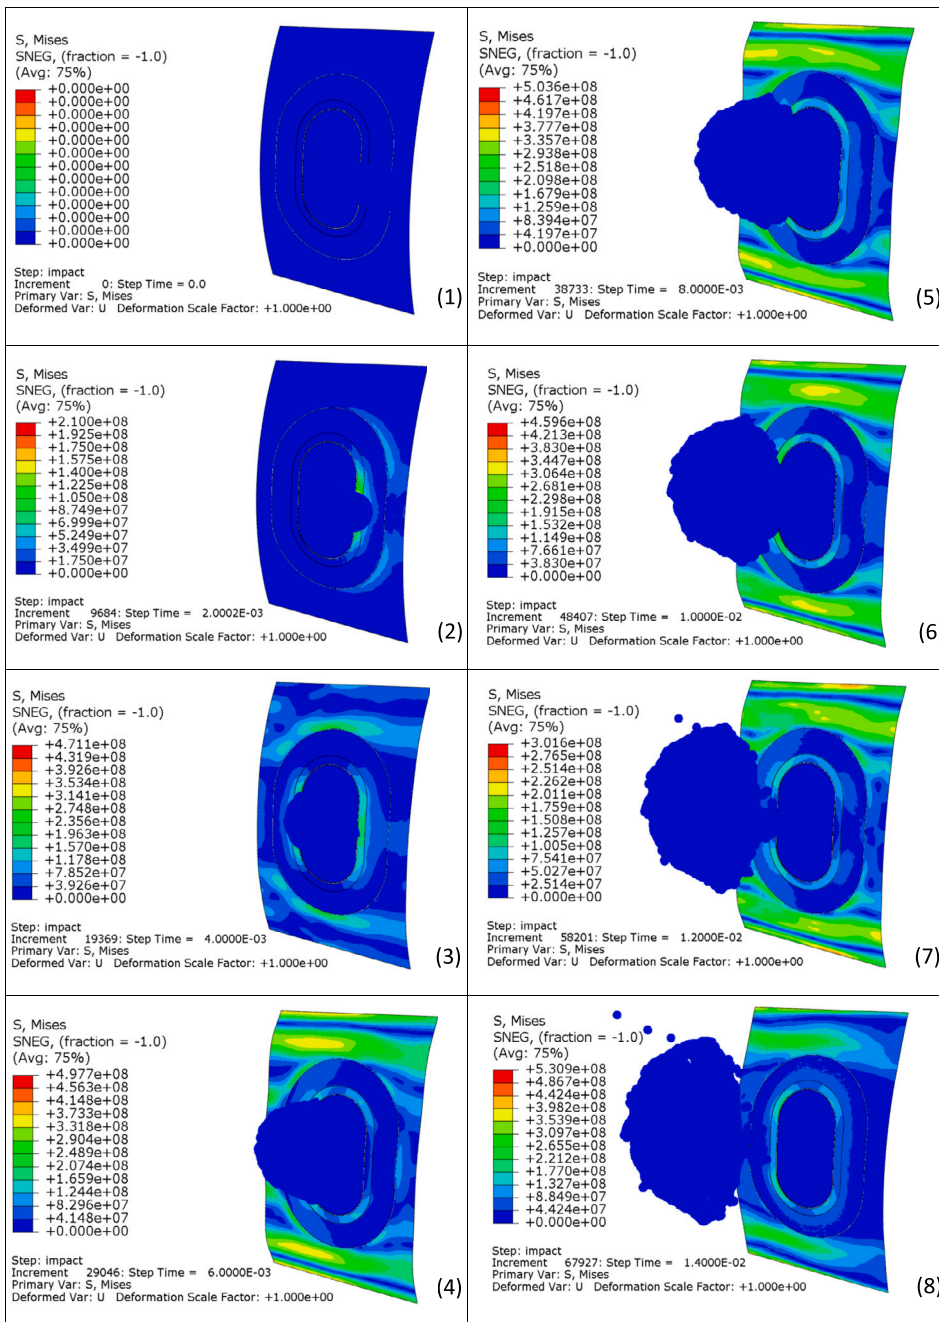 S, Mises
SNEG, (fraction = -1.0)
(Avg: 75%)
+0.000e+00
+0.000e+00
+0.000e+00
+0.000e+00
+0.000e+00
+0.000e+00
+0.000e+00
+0.000e+00
+0.000e+00
+0.000e+00
+0.000e+00
+0.000e+00
+0.000e+00
Step: impact
Increment 0: Step Time = 0.0
Primary Var: S, Mises
Deformed Var: U Deformation Scale Factor: +1.000e+00
(1)
S, Mises
SNEG, (fraction = -1.0)
(Avg: 75%)
+2.100e+08
+1.925e+08
+1.750e+08
+1.575e+08
+1.400e+08
+1.225e+08
+1.050e+08
+8.749e+07
+6.999e+07
+5.249e+07
+3.499e+07
+1.750e+07
+0.000e+00
Step: impact
Increment 9684: Step Time = 2.0002E-03
Primary Var: S, Mises
Deformed Var: U Deformation Scale Factor: +1.000e+00
(2)
S, Mises
SNEG, (fraction = -1.0)
(Avg: 75%)
+4.711e+08
+4.319e+08
+3.926e+08
+3.534e+08
+3.141e+08
+2.748e+08
+2.356e+08
+1.963e+08
+1.570e+08
+1.178e+08
+7.852e+07
+3.926e+07
+0.000e+00
Step: impact
Increment 19369: Step Time = 4.0000E-03
Primary Var: S, Mises
Deformed Var: U Deformation Scale Factor: +1.000e+00
(3)
S, Mises
SNEG, (fraction = -1.0)
(Avg: 75%)
+4.977e+08
+4.563e+08
+4.148e+08
+3.733e+08
+3.318e+08
+2.904e+08
+2.489e+08
+2.074e+08
+1.659e+08
+1.244e+08
+8.296e+07
+4.148e+07
+0.000e+00
Step: impact
Increment 29046: Step Time = 6.0000E-03
Primary Var: S, Mises
Deformed Var: U Deformation Scale Factor: +1.000e+00
(4)
S, Mises
SNEG, (fraction = -1.0)
(Avg: 75%)
+5.036e+08
+4.617e+08
+4.197e+08
+3.777e+08
+3.357e+08
+2.938e+08
+2.518e+08
+2.098e+08
+1.679e+08
+1.259e+08
+8.394e+07
+4.197e+07
+0.000e+00
Step: impact
Increment 38733: Step Time = 8.0000E-03
Primary Var: S, Mises
Deformed Var: U Deformation Scale Factor: +1.000e+00
(5)
S, Mises
SNEG, (fraction = -1.0)
(Avg: 75%)
+4.596e+08
+4.213e+08
+3.830e+08
+3.447e+08
+3.064e+08
+2.681e+08
+2.298e+08
+1.915e+08
+1.532e+08
+1.149e+08
+7.661e+07
+3.830e+07
+0.000e+00
Step: impact
Increment 48407: Step Time = 1.0000E-02
Primary Var: S, Mises
Deformed Var: U Deformation Scale Factor: +1.000e+00
(6
S, Mises
SNEG, (fraction = -1.0)
(Avg: 75%)
+3.016e+08
+2.765e+08
+2.514e+08
+2.262e+08
+2.011e+08
+1.759e+08
+1.508e+08
+1.257e+08
+1.005e+08
+7.541e+07
+5.027e+07
+2.514e+07
+0.000e+00
Step: impact
Increment 58201: Step Time = 1.2000E-02
Primary Var: S, Mises
Deformed Var: U Deformation Scale Factor: +1.000e+00
(7)
S, Mises
SNEG, (fraction = -1.0)
(Avg: 75%)
+5.309e+08
+4.867e+08
+4.424e+08
+3.982e+08
+3.539e+08
+3.097e+08
+2.655e+08
+2.212e+08
+1.770e+08
+1.327e+08
+8.849e+07
+4.424e+07
+0.000e+00
Step: impact
Increment 67927: Step Time = 1.4000E-02
Primary Var: S, Mises
Deformed Var: U Deformation Scale Factor: +1.000e+00
(8)